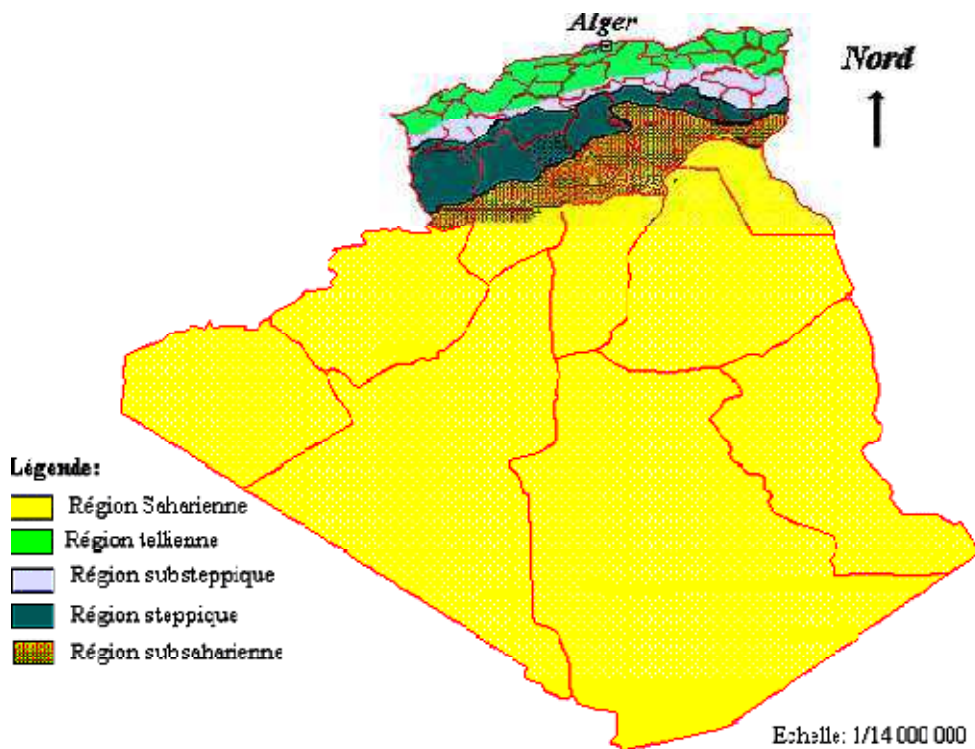 Alger
Nord
Légende:
Région Saharienne
Région tellienne
Région substeppique
Région steppique
Région subsaharienne
Echelle: 1/14 000 000